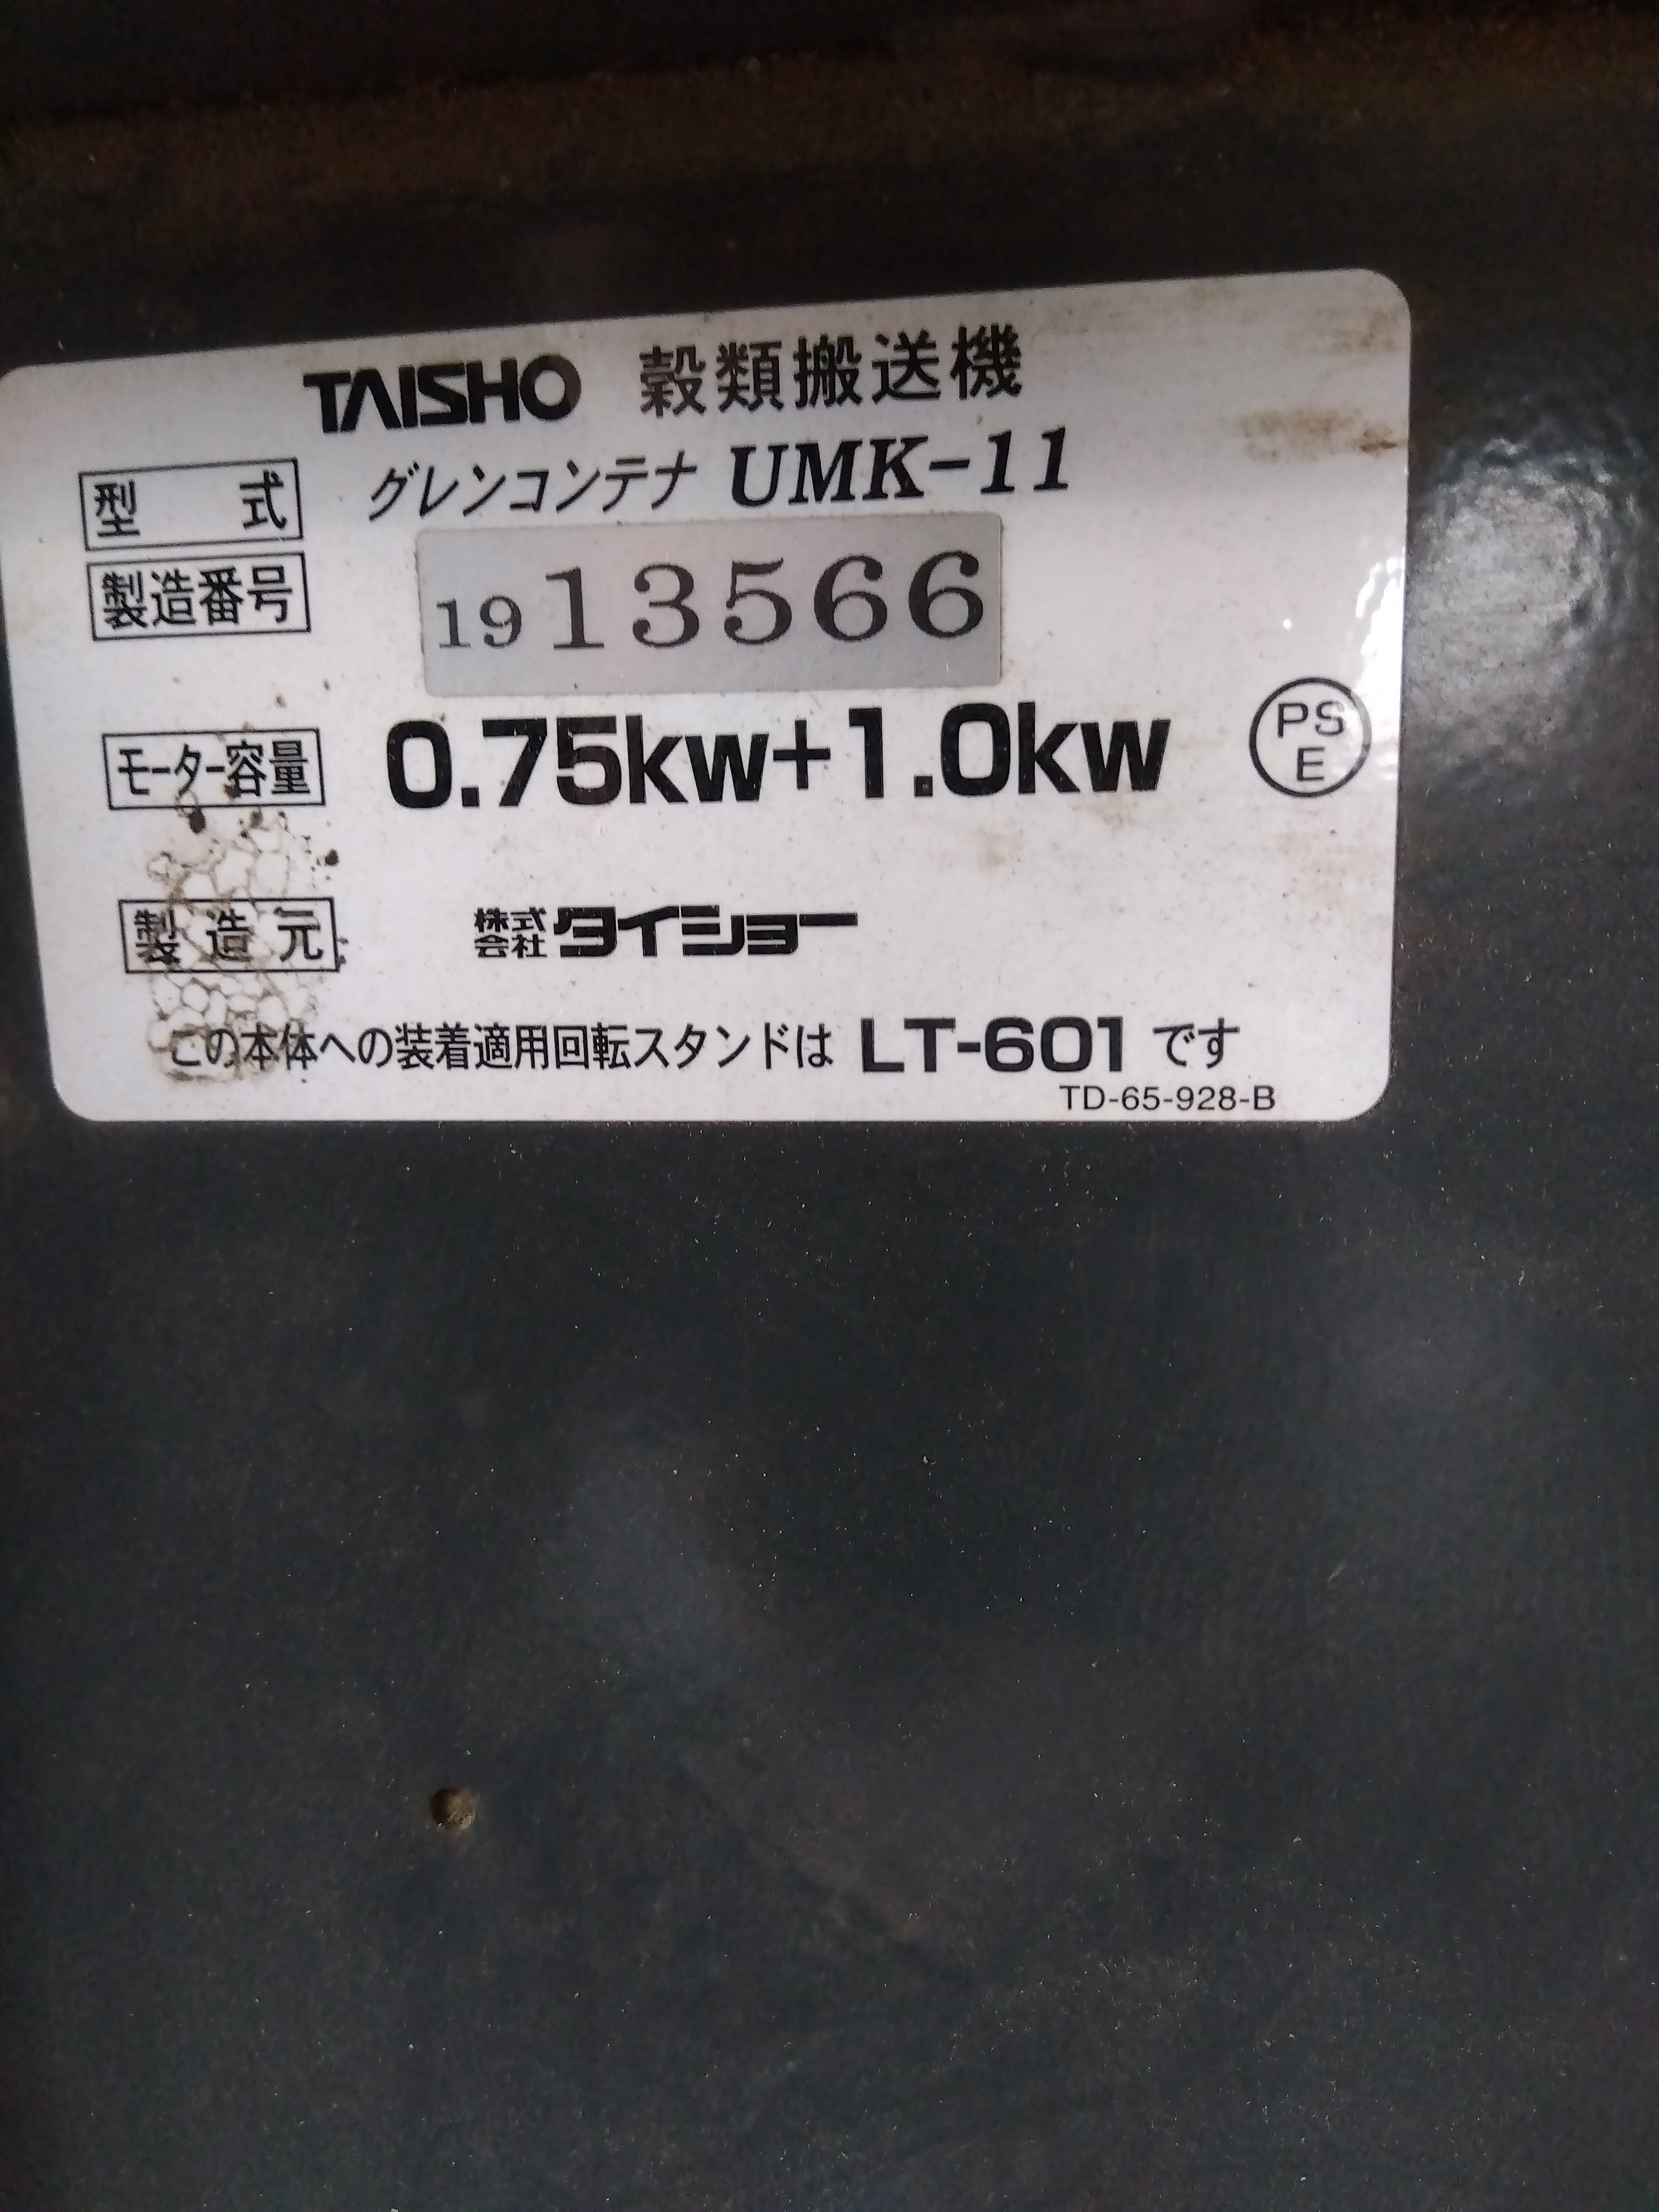 TAISHO 穀類搬送機
型式 グレンコンテナ UMK-11
製造番号 1913566
モーター容量 0.75kw+1.0kw PSE
製造元 株式会社タイショー
この本体への装着適用回転スタンドは LT-601 です
TD-65-928-B